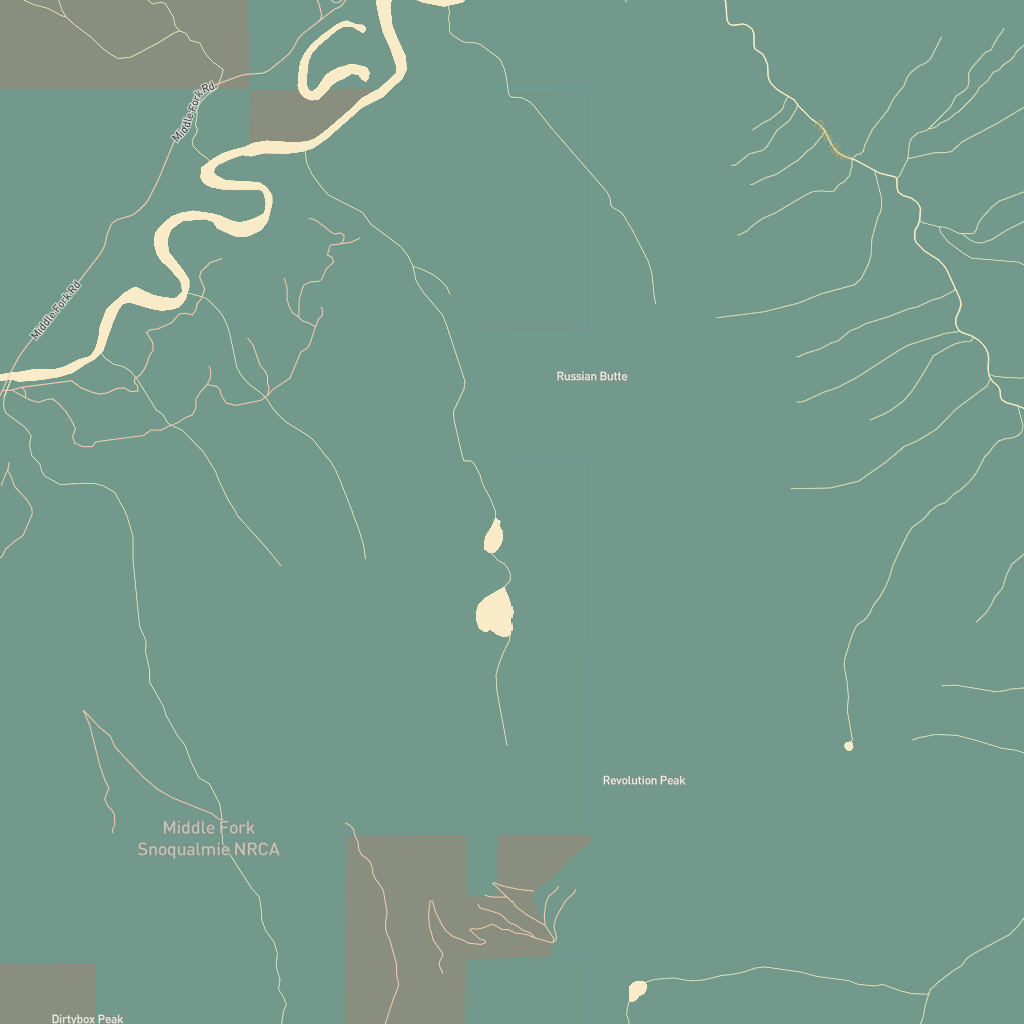 Middle Fork Rd
Middle Fork Rd
Russian Butte
Revolution Peak
Middle Fork
Snoqualmie NRCA
Dirtybox Peak